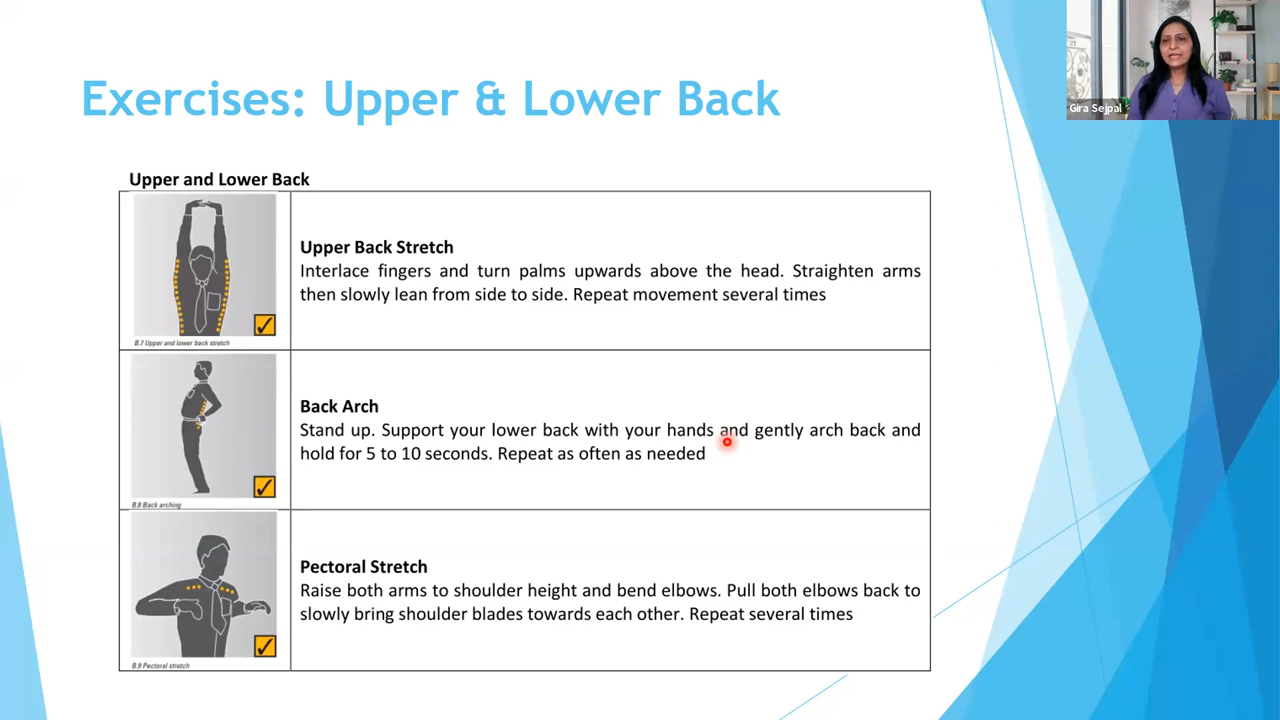 Exercises: Upper & Lower Back
Gira Sejpal
Upper and Lower Back
B.7 Upper and lower back stretch
Upper Back Stretch
Interlace fingers and turn palms upwards above the head. Straighten arms
then slowly lean from side to side. Repeat movement several times
B.8 Back arching
Back Arch
Stand up. Support your lower back with your hands and gently arch back and
hold for 5 to 10 seconds. Repeat as often as needed
B.9 Pectoral stretch
Pectoral Stretch
Raise both arms to shoulder height and bend elbows. Pull both elbows back to
slowly bring shoulder blades towards each other. Repeat several times